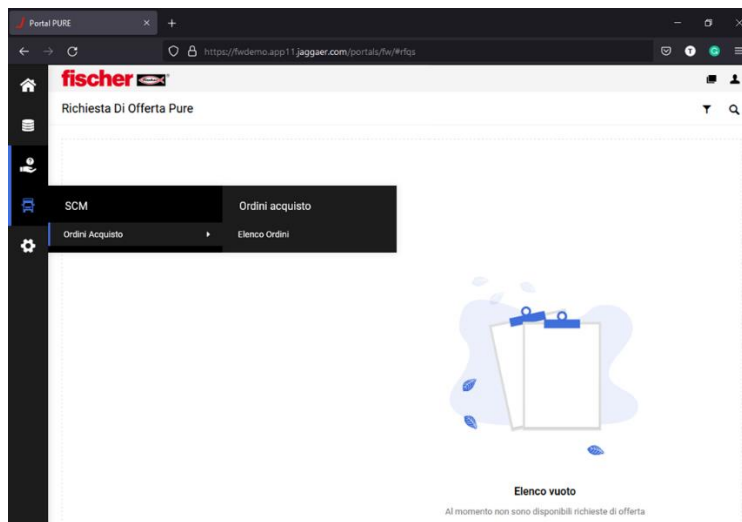 Portal PURE
https://fwdemo.app11.jaggaer.com/portals/fw/#rfqs
fischer
Richiesta Di Offerta Pure
SCM
Ordini acquisto
Ordini Acquisto
Elenco Ordini
Elenco vuoto
Al momento non sono disponibili richieste di offerta